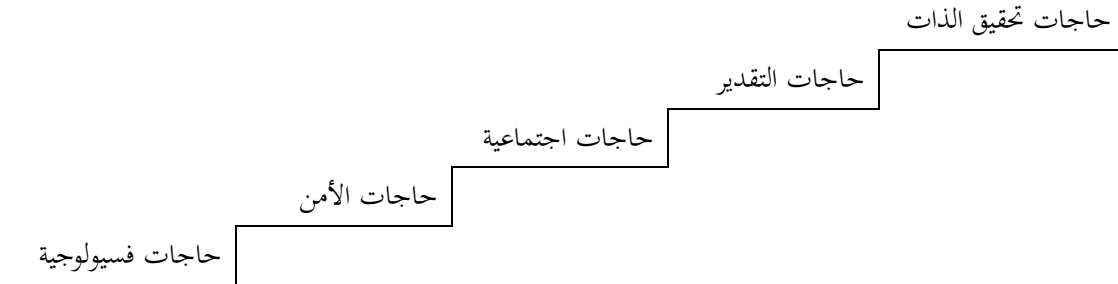 حاجات تحقيق الذات
حاجات التقدير
حاجات اجتماعية
حاجات الأمن
حاجات فسيولوجية